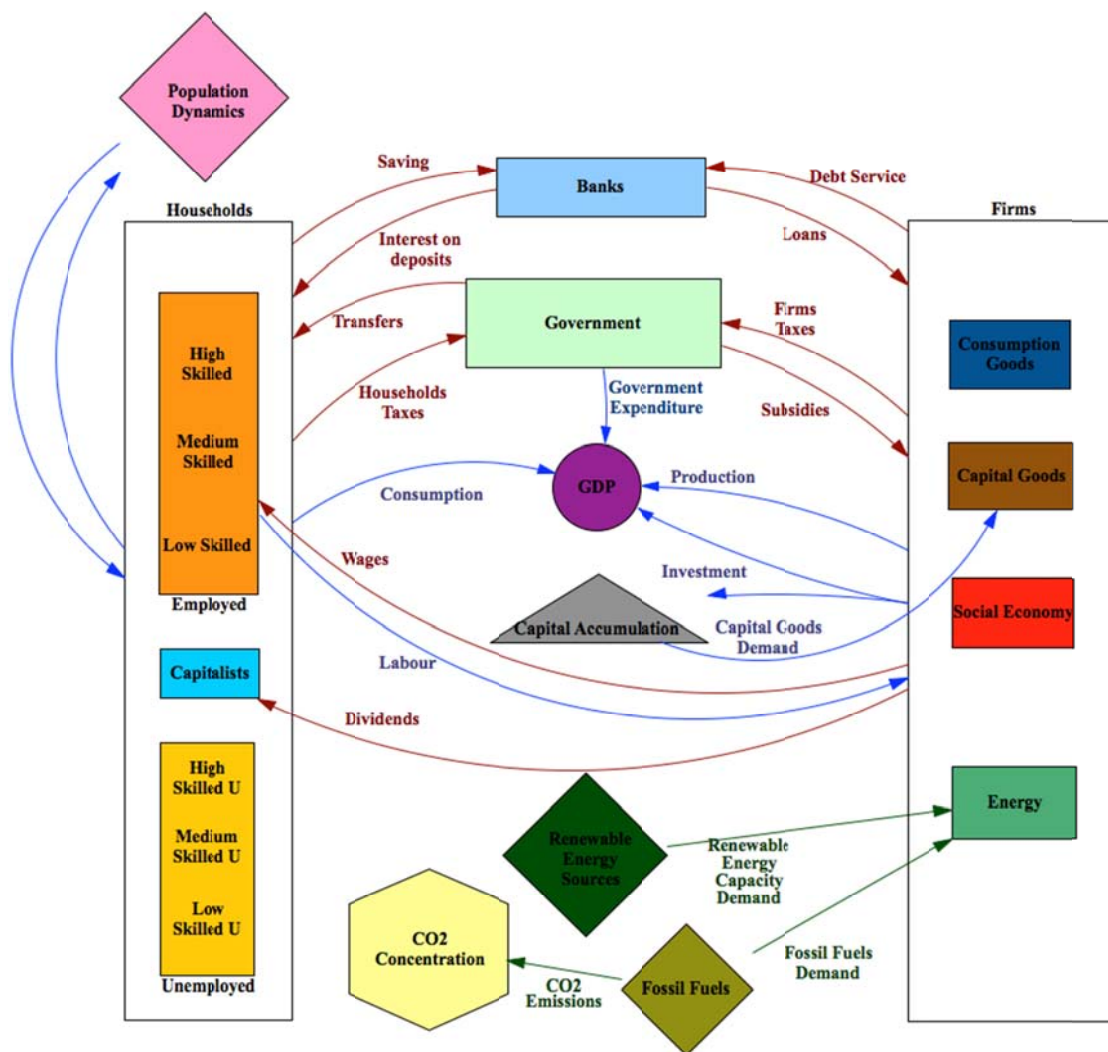 Population
Dynamics
Saving
Banks
Debt Service
Households
Firms
Interest on
deposits
Loans
Transfers
Government
Firms
Taxes
Consumption
Goods
High
Skilled
Households
Taxes
Government
Expenditure
Subsidies
Medium
Skilled
Consumption
GDP
Production
Capital Goods
Low Skilled
Wages
Investment
Employed
Capital Accumulation
Capital Goods
Demand
Social Economy
Capitalists
Labour
Dividends
High
Skilled U
Medium
Skilled U
Low
Skilled U
Unemployed
Renewable
Energy
Sources
Renewable
Energy
Capacity
Demand
Energy
CO2
Concentration
CO2
Emissions
Fossil Fuels
Fossil Fuels
Demand